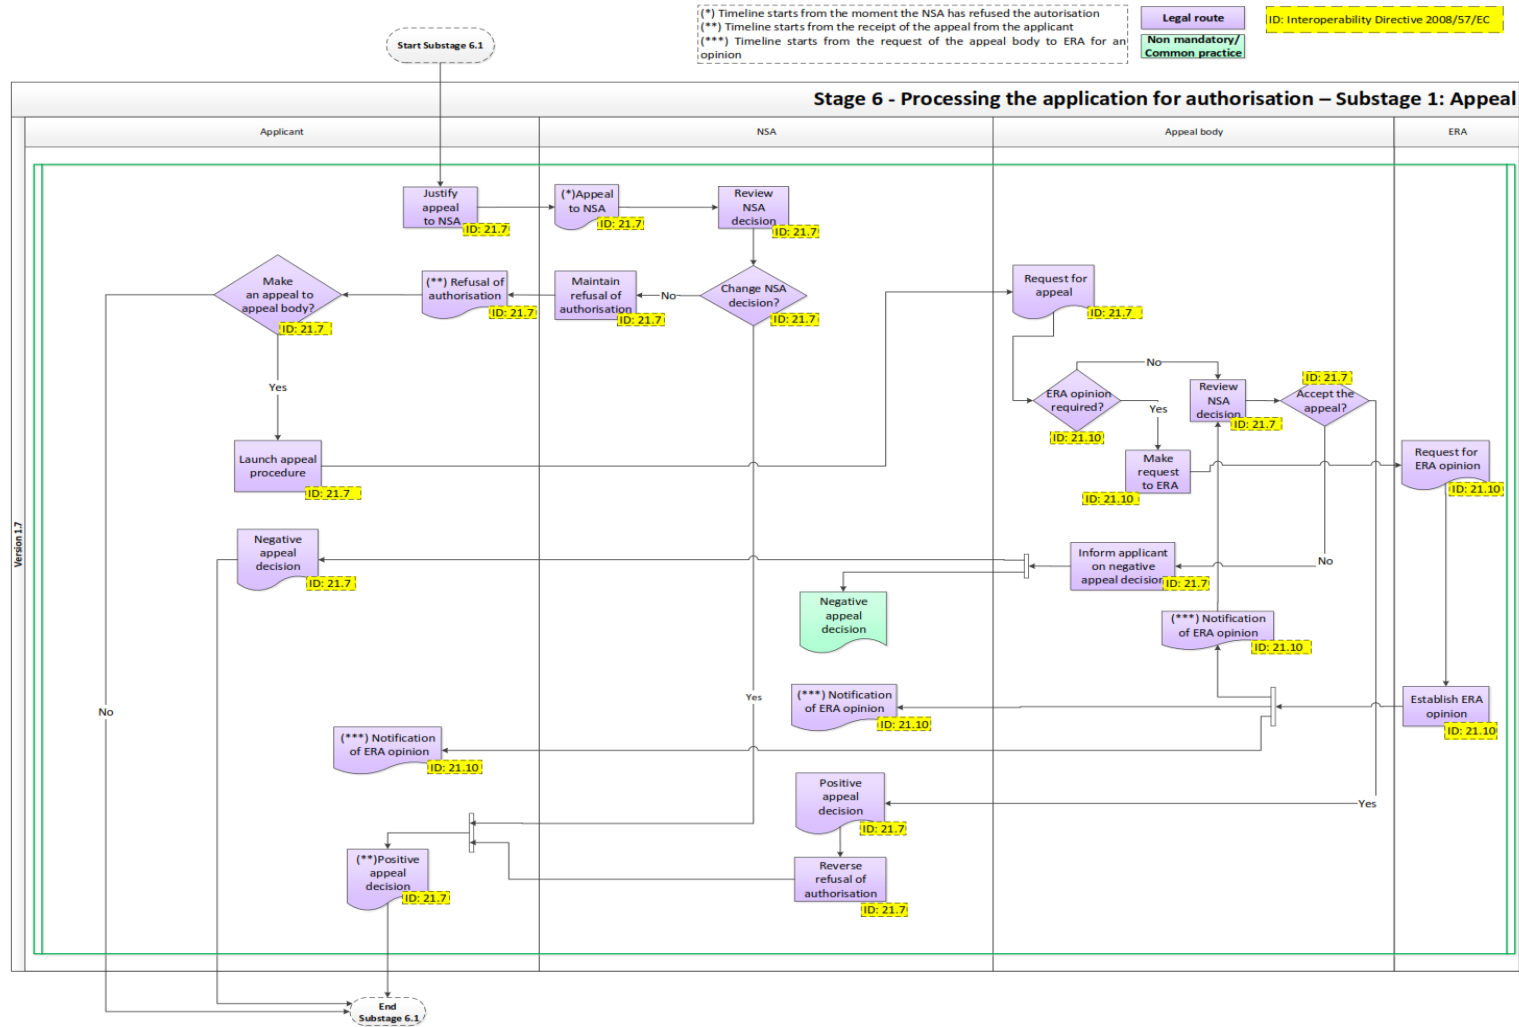 (*) Timeline starts from the moment the NSA has refused the autorisation
(**) Timeline starts from the receipt of the appeal from the applicant
(***) Timeline starts from the request of the appeal body to ERA for an
opinion
Legal route
Non mandatory/
Common practice
ID: Interoperability Directive 2008/57/EC
Start Substage 6.1
Stage 6 - Processing the application for authorisation – Substage 1: Appeal
Applicant
NSA
Appeal body
ERA
Version 1.7
Justify
appeal
to NSA
ID: 21.7
(*)Appeal
to NSA
ID: 21.7
Review
NSA
decision
ID: 21.7
Make
an appeal to
appeal body?
ID: 21.7
(**) Refusal of
authorisation
ID: 21.7
Maintain
refusal of
authorisation
ID: 21.7
No
Change NSA
decision?
ID: 21.7
Request for
appeal
ID: 21.7
Yes
No
ERA opinion
required?
ID: 21.10
Yes
Review
NSA
decision
ID: 21.7
ID: 21.7
Accept the
appeal?
Launch appeal
procedure
ID: 21.7
Make
request
to ERA
ID: 21.10
Request for
ERA opinion
ID: 21.10
Negative
appeal
decision
ID: 21.7
Inform applicant
on negative
appeal decision
ID: 21.7
No
Negative
appeal
decision
(***) Notification
of ERA opinion
ID: 21.10
No
Yes
(***) Notification
of ERA opinion
ID: 21.10
Establish ERA
opinion
ID: 21.10
(***) Notification
of ERA opinion
ID: 21.10
Positive
appeal
decision
ID: 21.7
Yes
(**)Positive
appeal
decision
ID: 21.7
Reverse
refusal of
authorisation
ID: 21.7
End
Substage 6.1